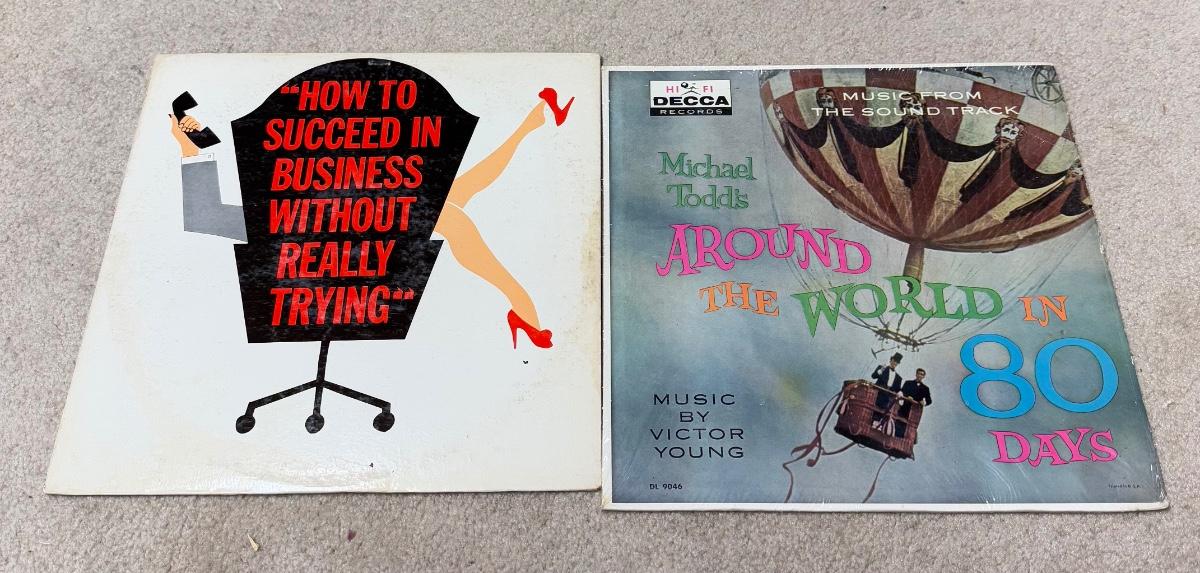 "HOW TO
SUCCEED IN
BUSINESS
WITHOUT
REALLY
TRYING"
HI FI
DECCA
RECORDS
MUSIC FROM
THE SOUND TRACK
Michael
Todd's
AROUND
THE WORLD IN
80
DAYS
MUSIC
BY
VICTOR
YOUNG
DL 9046